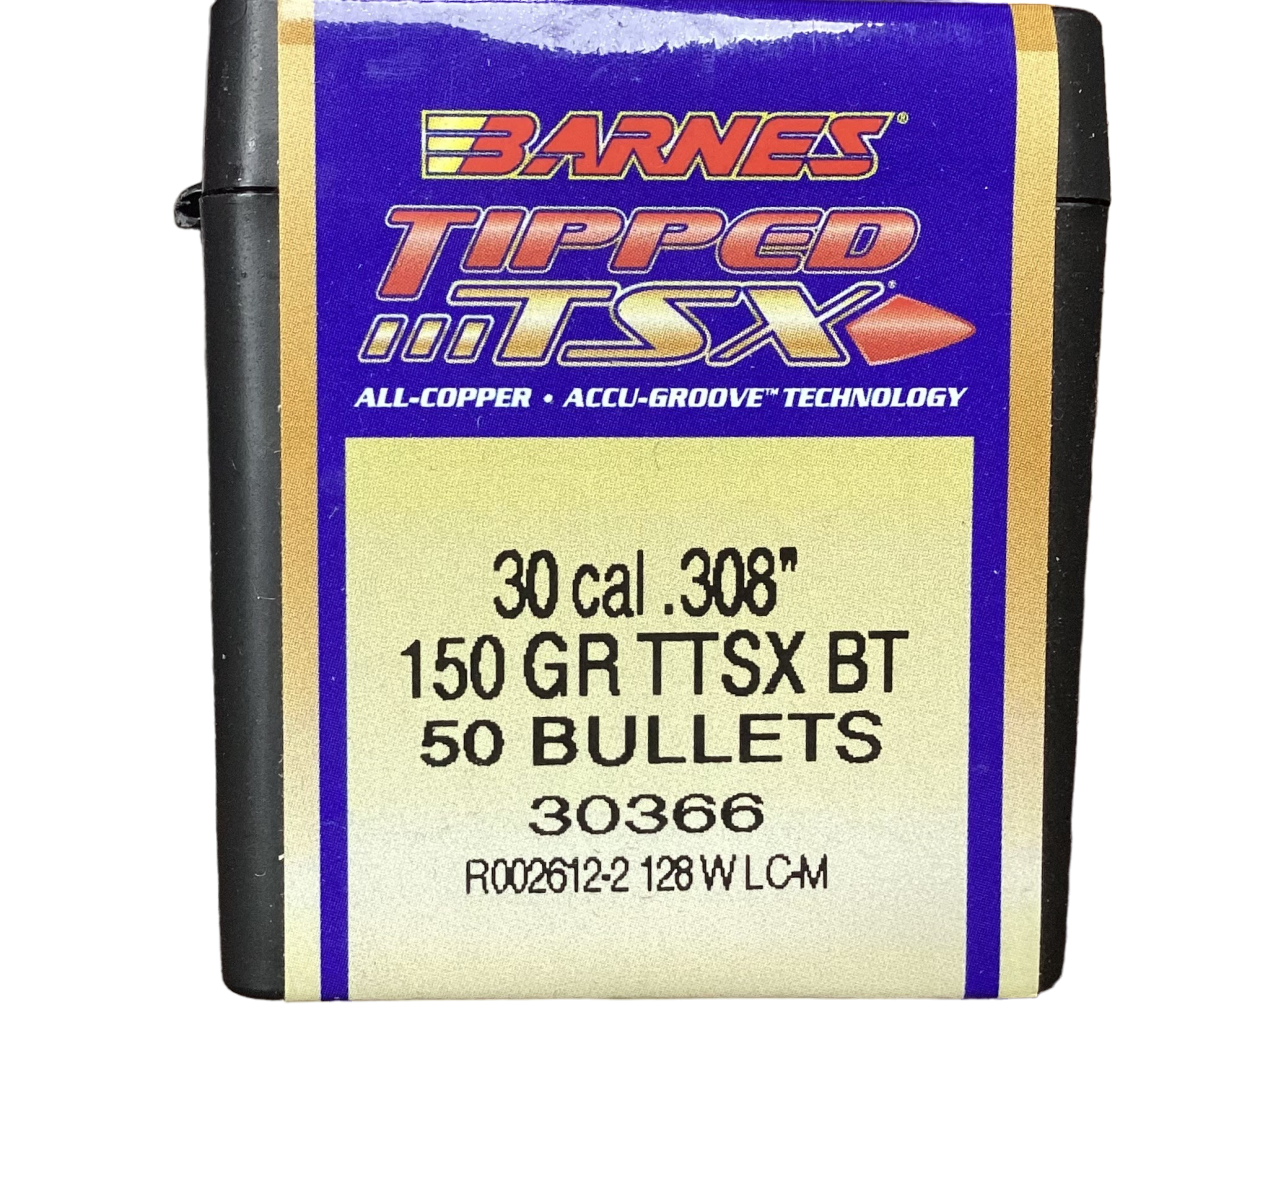 BARNES®
TIPPED
TSX®
ALL-COPPER • ACCU-GROOVE™ TECHNOLOGY
30 cal .308"
150 GR TTSX BT
50 BULLETS
30366
R002612-2 128 W LC-M